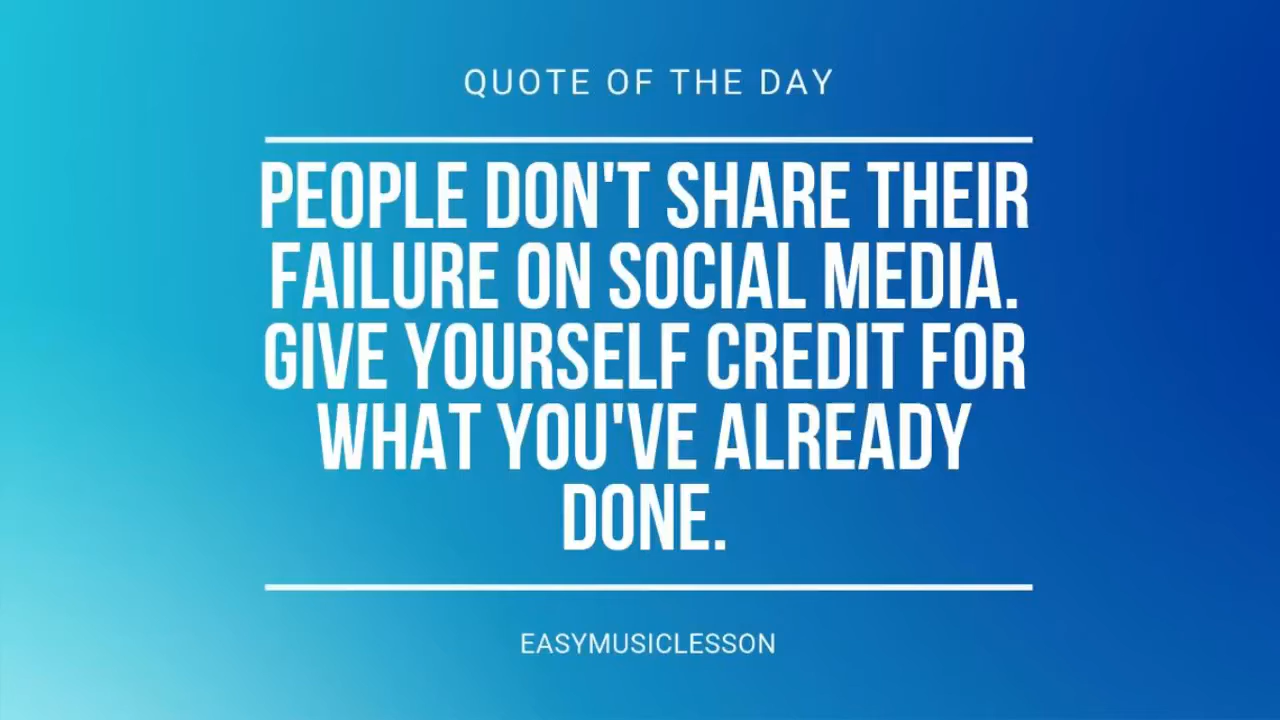 QUOTE OF THE DAY
PEOPLE DON'T SHARE THEIR
FAILURE ON SOCIAL MEDIA.
GIVE YOURSELF CREDIT FOR
WHAT YOU'VE ALREADY
DONE.
EASYMUSICLESSON